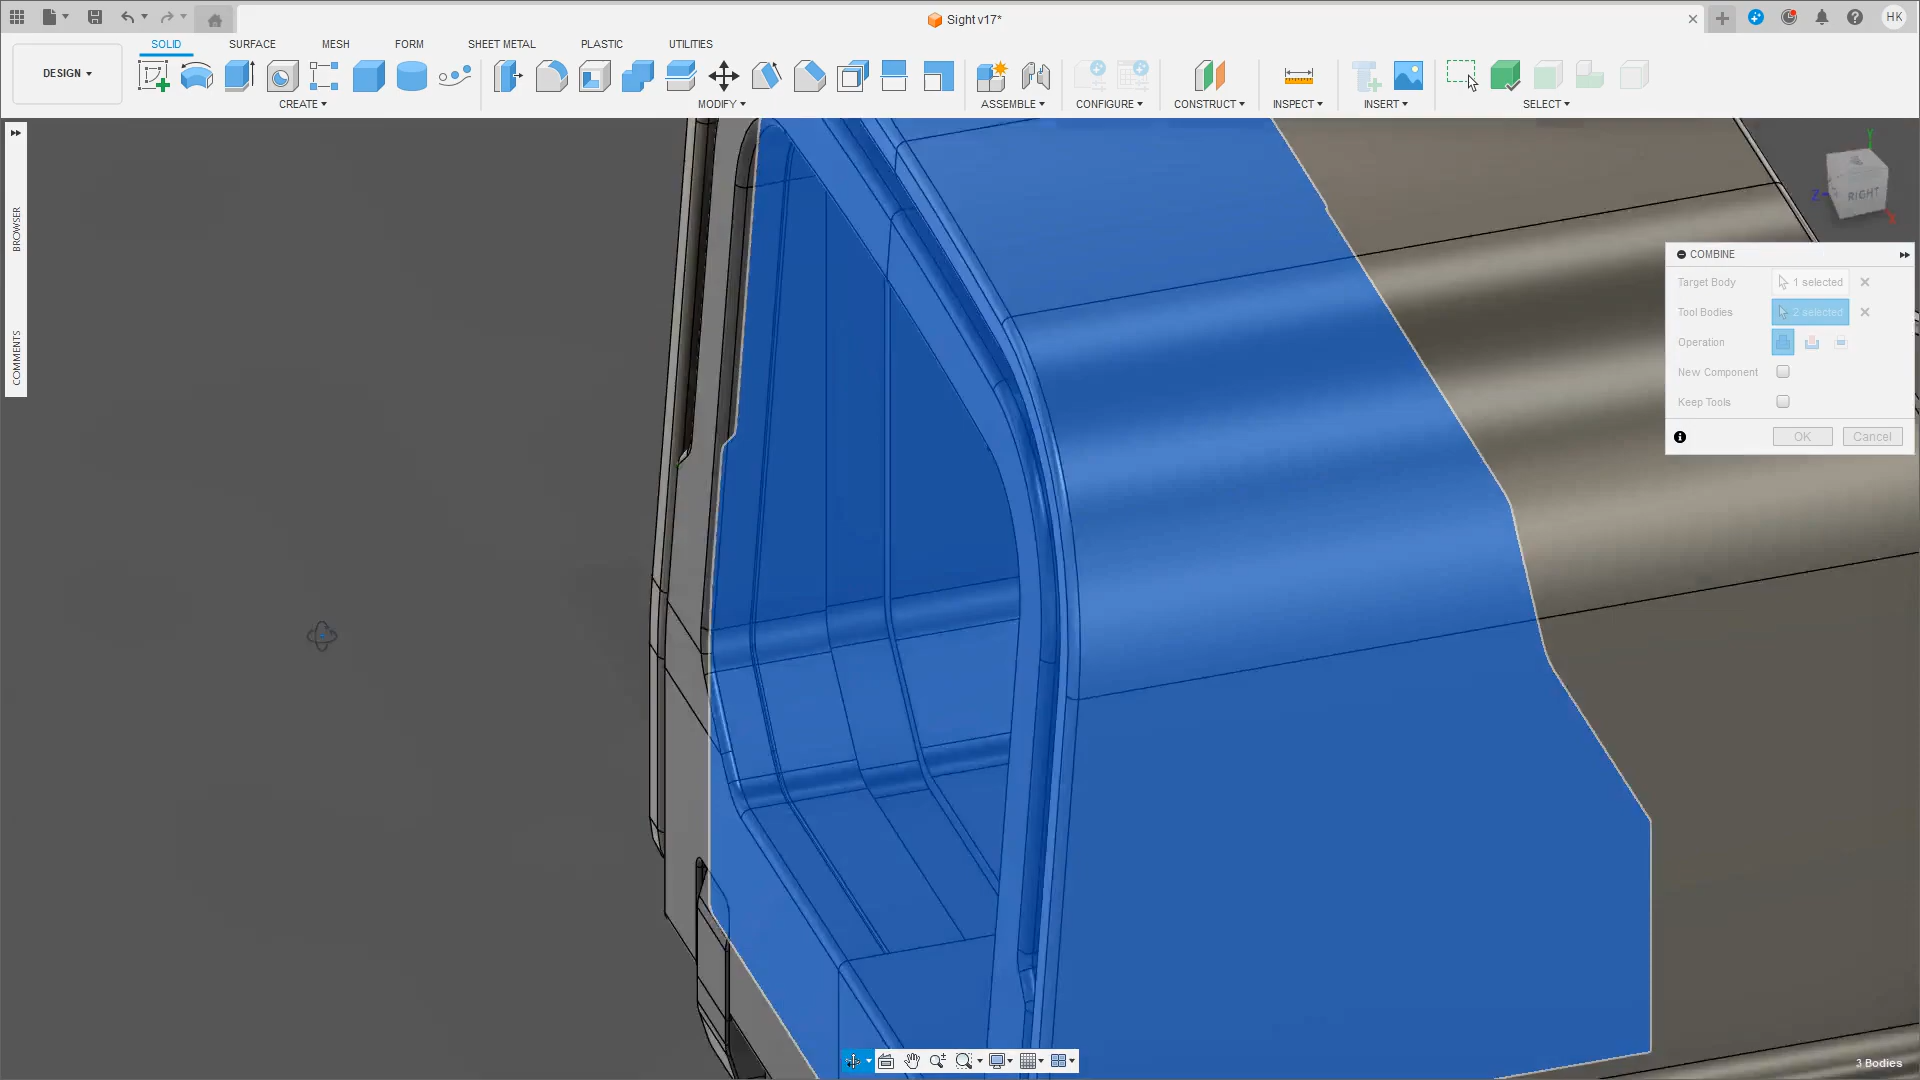 Sight v17*
HK
DESIGN
SOLID
SURFACE
MESH
FORM
SHEET METAL
PLASTIC
UTILITIES
CREATE
MODIFY
ASSEMBLE
CONFIGURE
CONSTRUCT
INSPECT
INSERT
SELECT
BROWSER
COMMENTS
Y
Z
X
RIGHT
COMBINE
Target Body
1 selected
Tool Bodies
2 selected
Operation
New Component
Keep Tools
OK
Cancel
3 Bodies